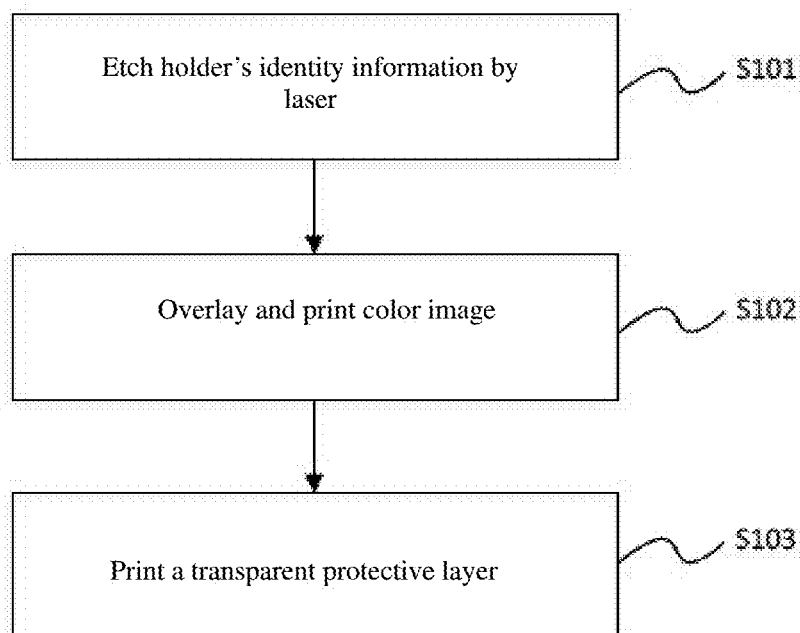 Etch holder's identity information by
laser
S101
Overlay and print color image
S102
Print a transparent protective layer
S103